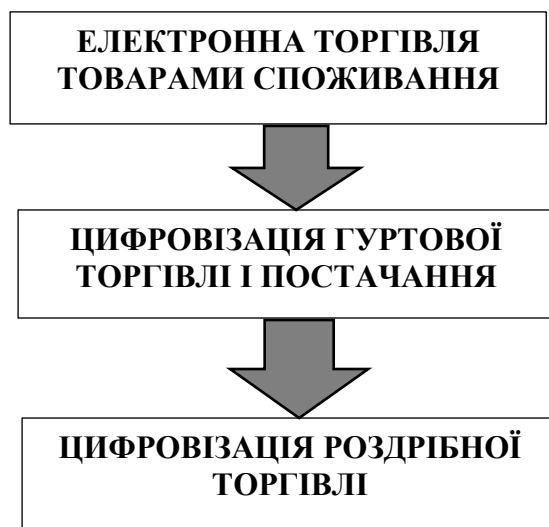 ЕЛЕКТРОННА ТОРГІВЛЯ
ТОВАРАМИ СПОЖИВАННЯ
ЦИФРОВІЗАЦІЯ ГУРТОВОЇ
ТОРГІВЛІ І ПОСТАЧАННЯ
ЦИФРОВІЗАЦІЯ РОЗДРІБНОЇ
ТОРГІВЛІ